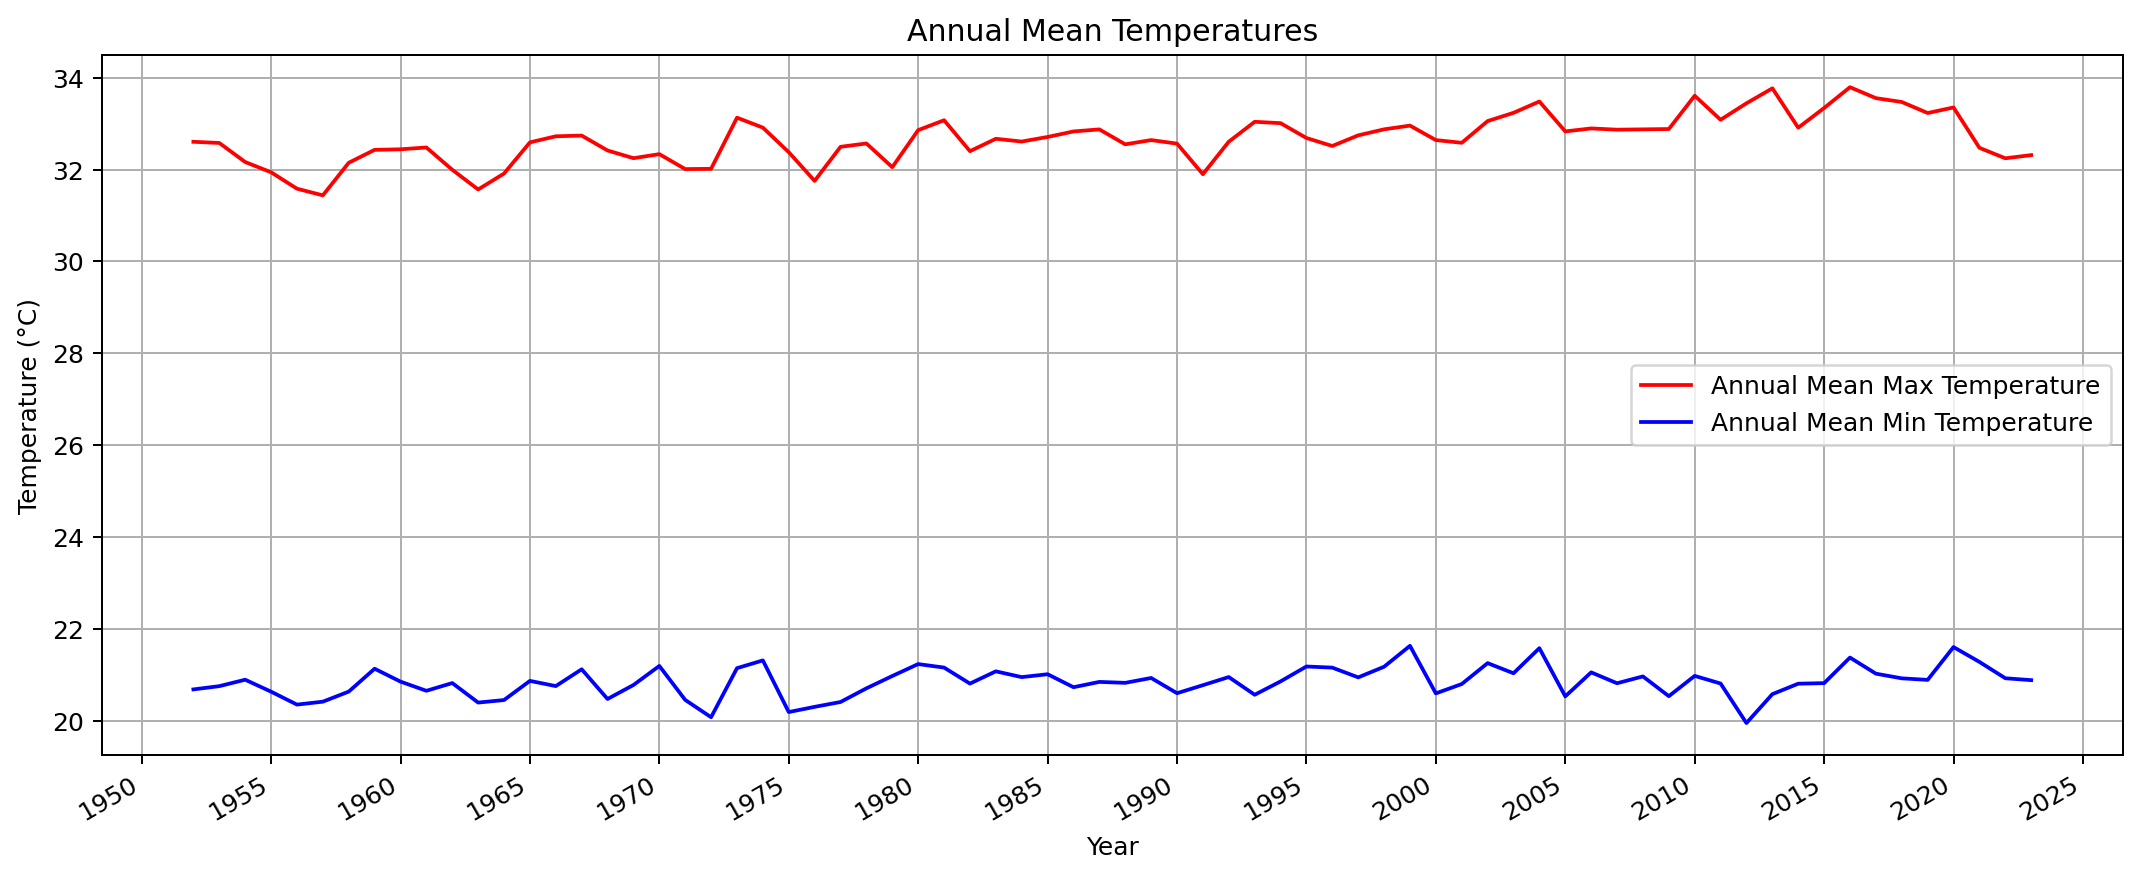 Annual Mean Temperatures
34
32
30
28
26
24
22
20
Temperature (°C)
Annual Mean Max Temperature
Annual Mean Min Temperature
1950 1955 1960 1965 1970 1975 1980 1985 1990 1995 2000 2005 2010 2015 2020 2025
Year